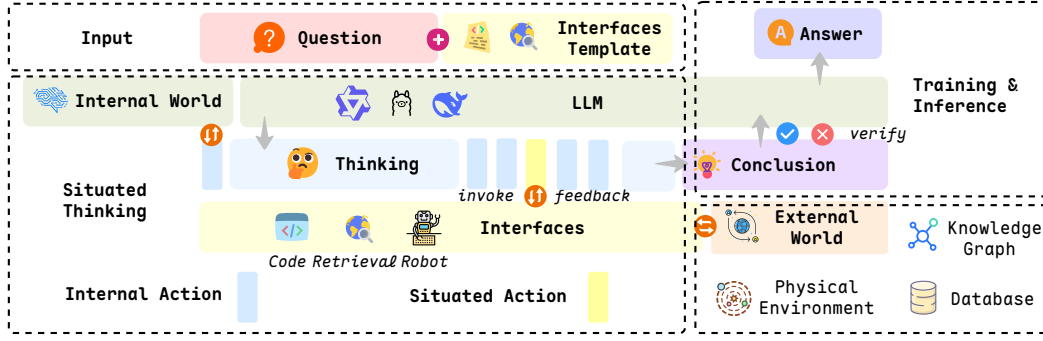 Input
Question
Interfaces
Template
A
Answer
Training &
Inference
Internal World
LLM
verify
Thinking
Conclusion
Situated
Thinking
invoke
feedback
Interfaces
External
World
Knowledge
Graph
Code Retrieval Robot
Internal Action
Situated Action
Physical
Environment
Database